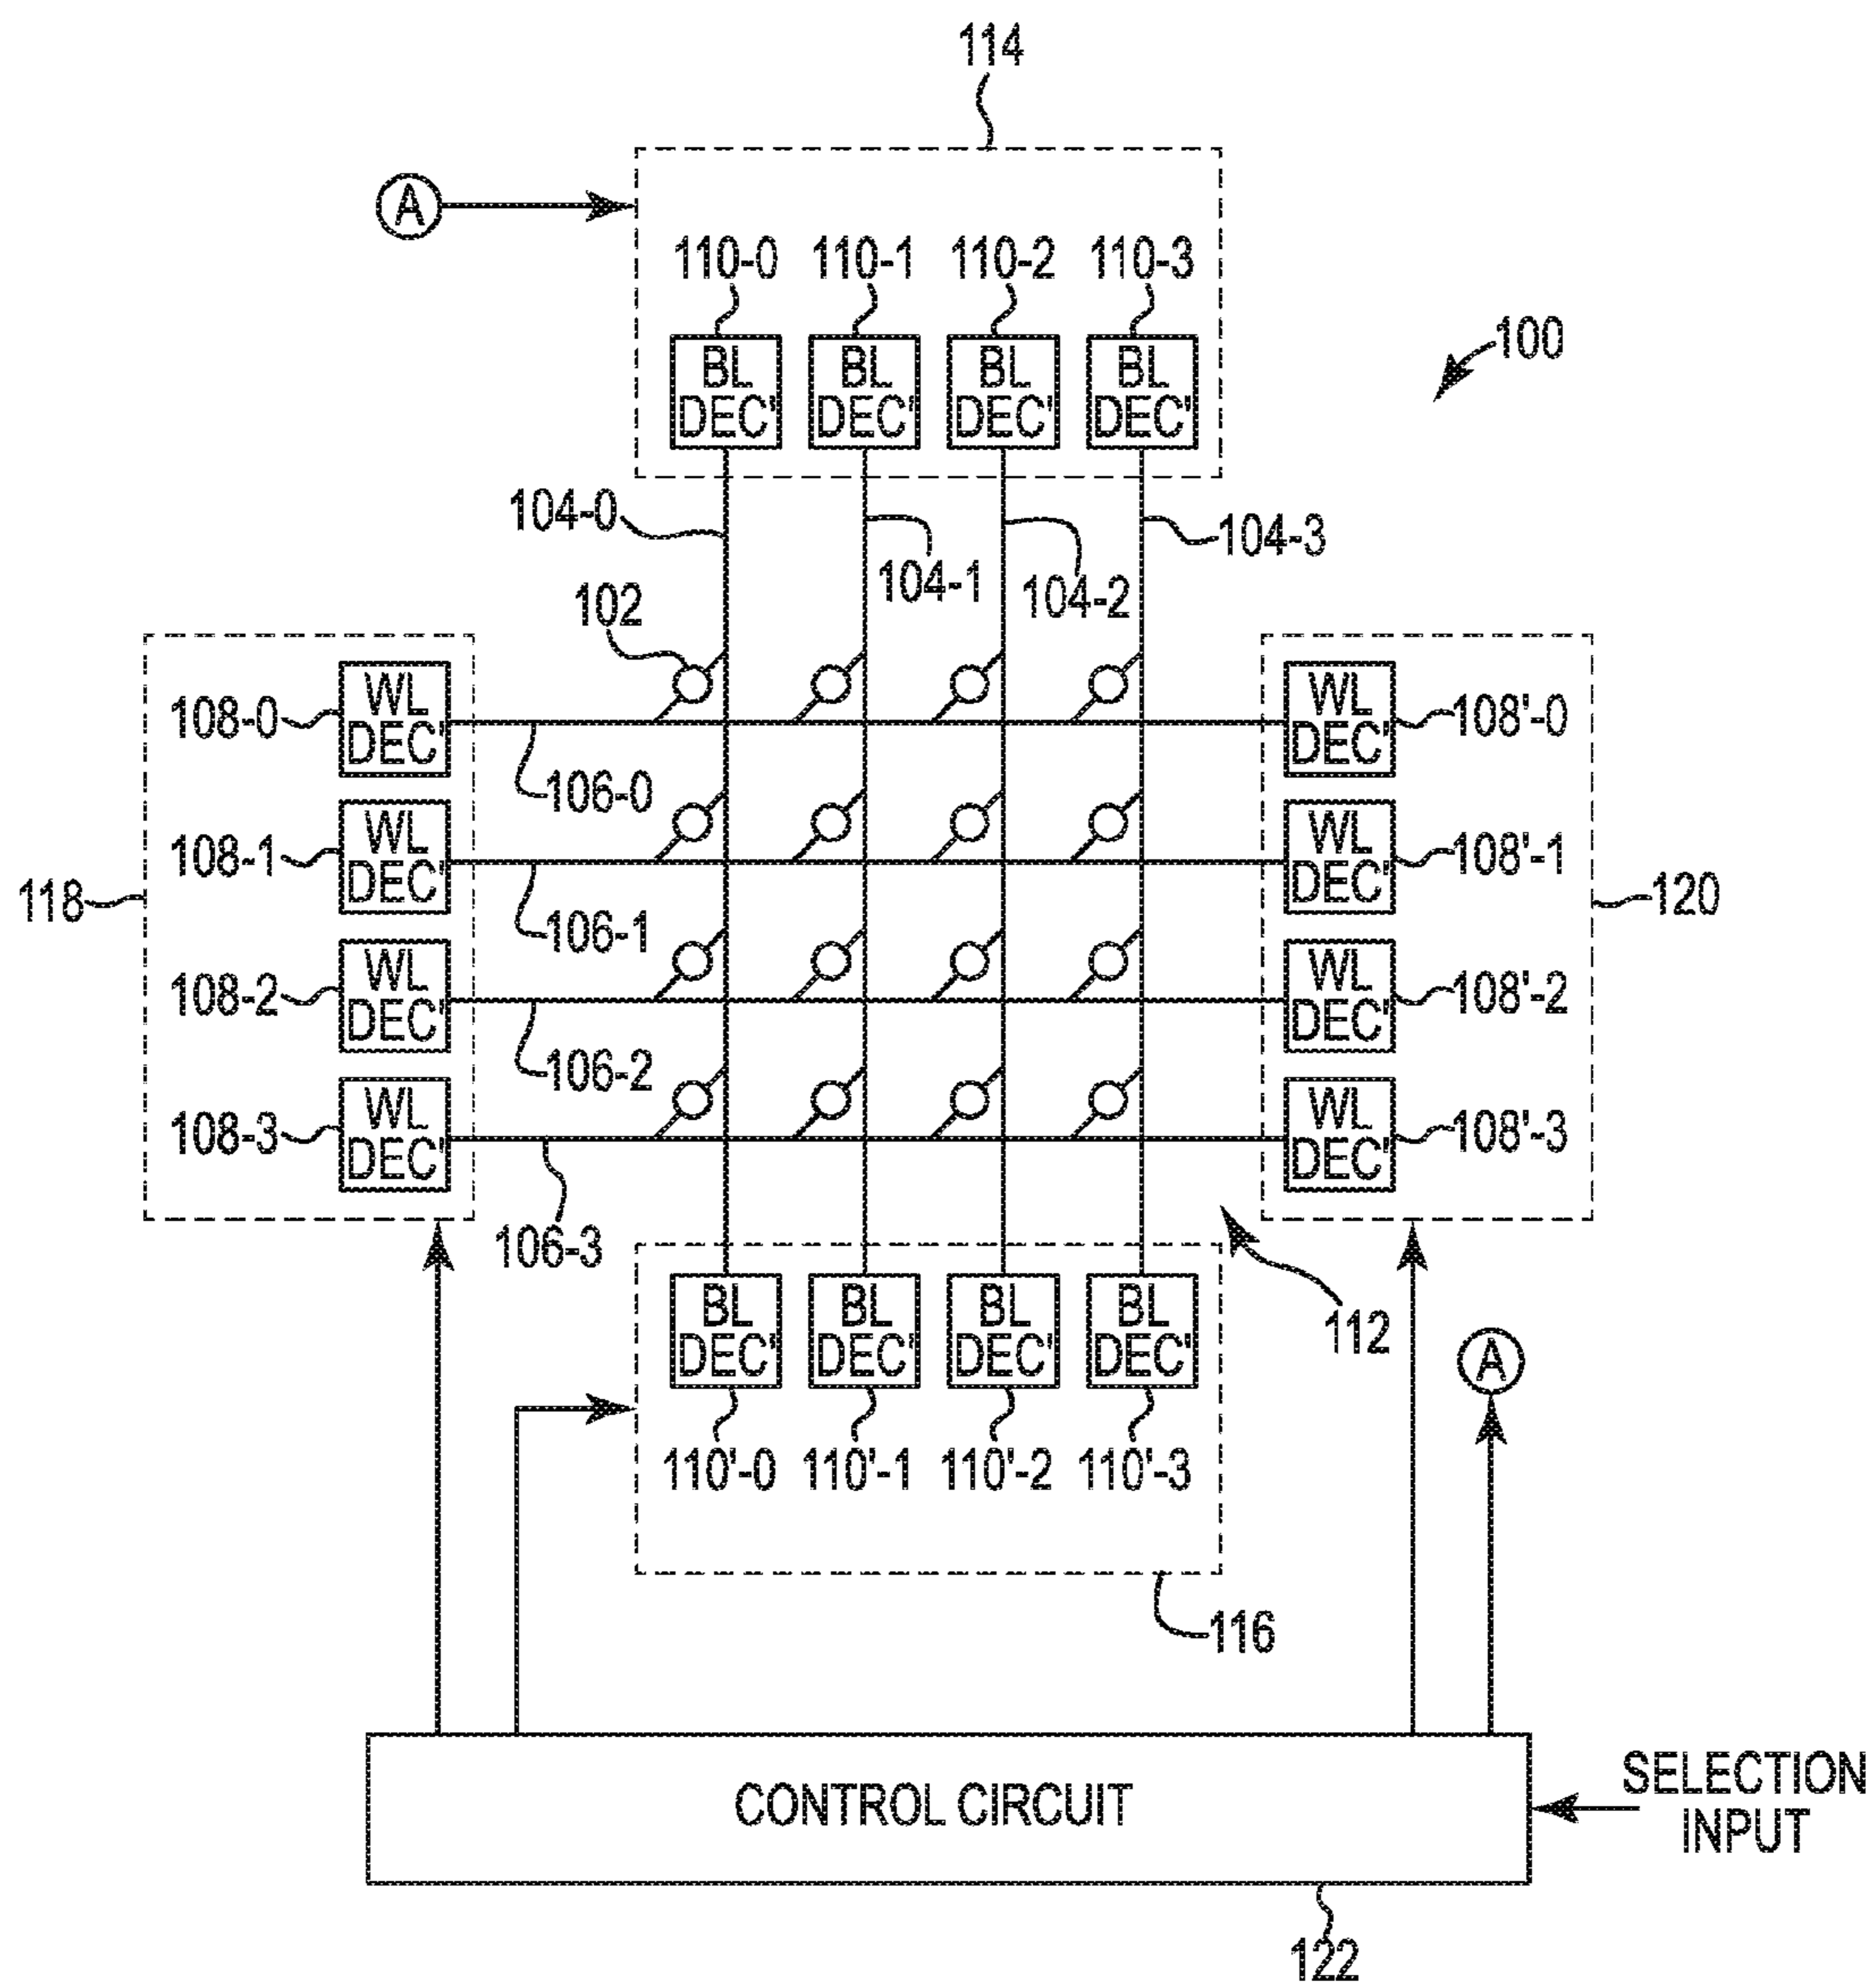 114
A
110-0 110-1 110-2 110-3
100
BL DEC' BL DEC' BL DEC' BL DEC'
104-0
104-1
104-2
104-3
102
108-0
WL DEC'
106-0
WL DEC'
108'-0
108-1
WL DEC'
106-1
WL DEC'
108'-1
118
120
108-2
WL DEC'
106-2
WL DEC'
108'-2
108-3
WL DEC'
106-3
WL DEC'
108'-3
112
BL DEC' BL DEC' BL DEC' BL DEC'
A
110'-0 110'-1 110'-2 110'-3
116
CONTROL CIRCUIT
SELECTION
INPUT
122